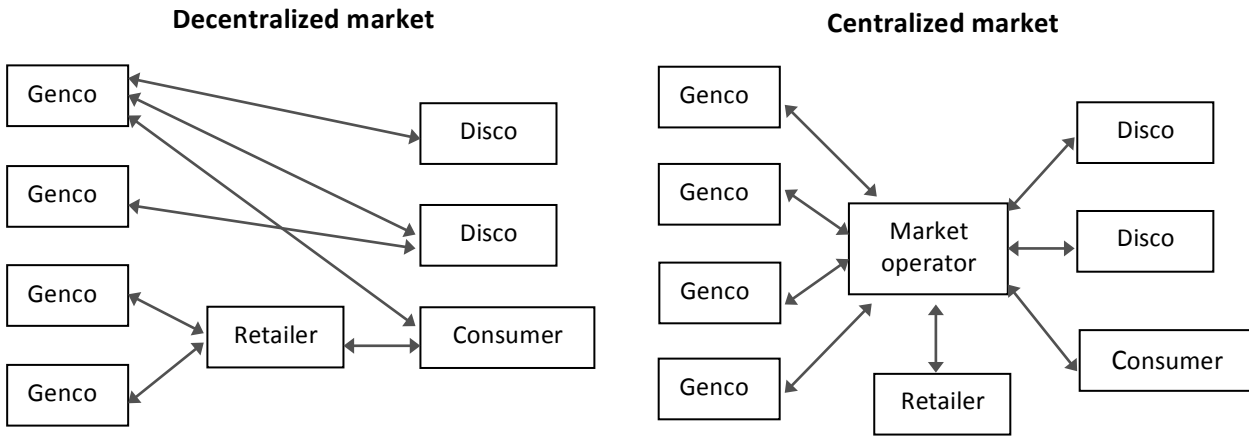 Decentralized market
Genco
Disco
Genco
Disco
Genco
Retailer
Consumer
Genco
Centralized market
Genco
Disco
Genco
Market
operator
Disco
Genco
Consumer
Genco
Retailer